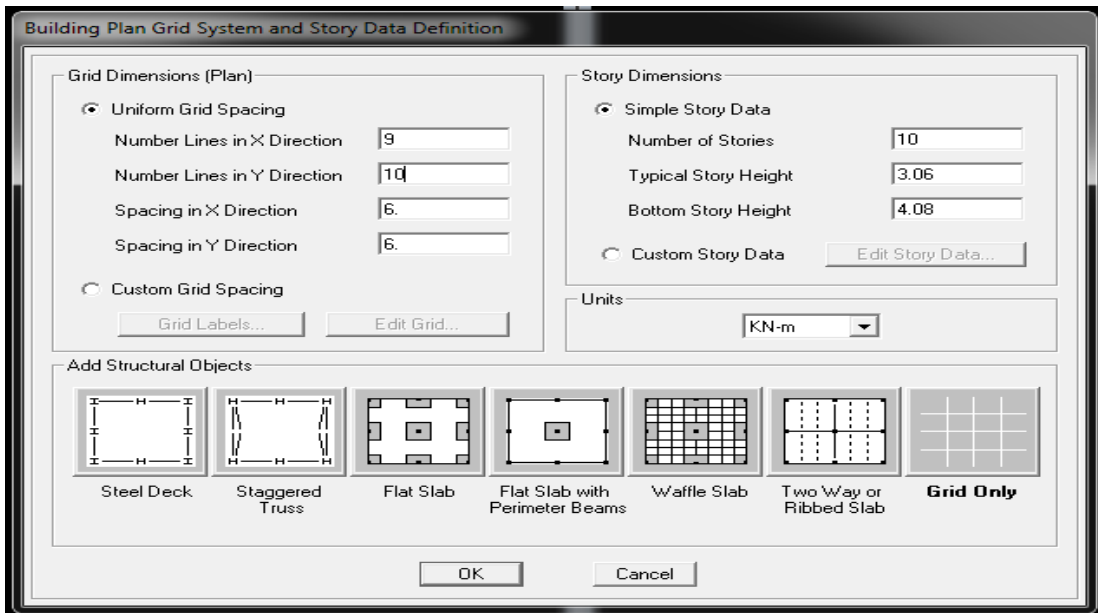 Building Plan Grid System and Story Data Definition
Grid Dimensions (Plan)
Uniform Grid Spacing
Number Lines in X Direction 9
Number Lines in Y Direction 10
Spacing in X Direction 6.
Spacing in Y Direction 6.
Custom Grid Spacing
Grid Labels... Edit Grid...
Story Dimensions
Simple Story Data
Number of Stories 10
Typical Story Height 3.06
Bottom Story Height 4.08
Custom Story Data Edit Story Data...
Units
KN-m
Add Structural Objects
Steel Deck
Staggered
Truss
Flat Slab
Flat Slab with
Perimeter Beams
Waffle Slab
Two Way or
Ribbed Slab
Grid Only
OK Cancel